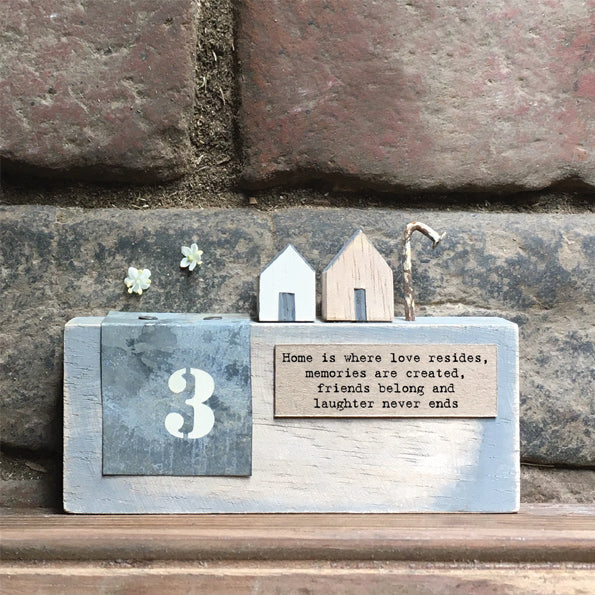 3
Home is where love resides,
memories are created,
friends belong and
laughter never ends